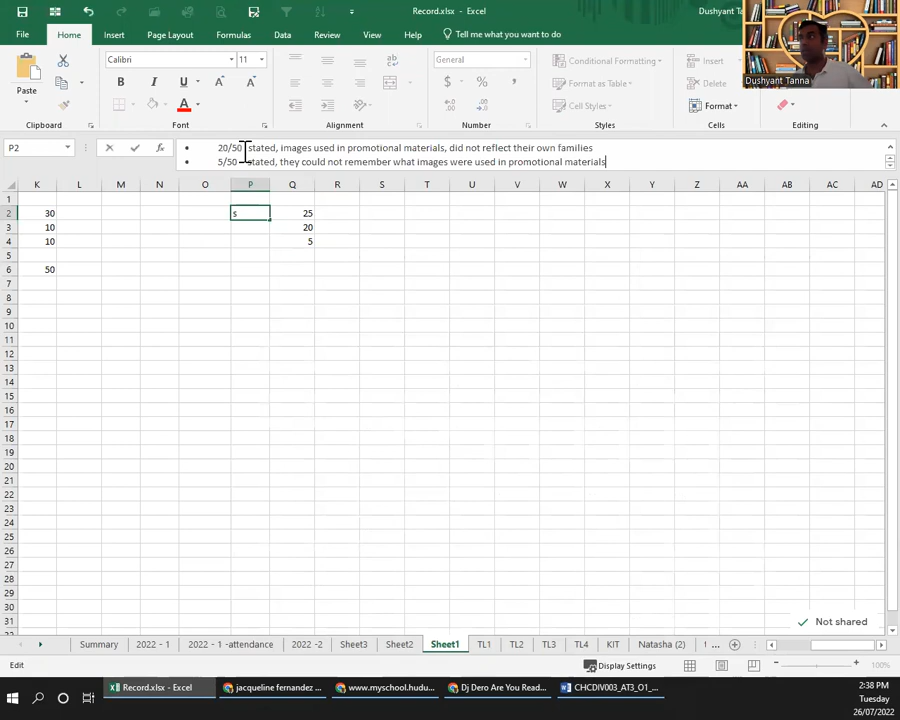 Record.xlsx - Excel
Dushyant Ta
File
Home
Insert
Page Layout
Formulas
Data
Review
View
Help
Tell me what you want to do
Paste
Calibri
11
B I U A
General
Conditional Formatting
Format as Table
Cell Styles
Insert
Delete
Format
Dushyant Tanna
Clipboard
Font
Alignment
Number
Styles
Cells
Editing
P2
fx
• 20/50 stated, images used in promotional materials, did not reflect their own families
• 5/50 stated, they could not remember what images were used in promotional materials
K L M N O P Q R S T U V W X Y Z AA AB AC AD
1
2 30 s 25
3 10 20
4 10 5
5
6 50
7
8
9
10
11
12
13
14
15
16
17
18
19
20
21
22
23
24
25
26
27
28
29
30
31
Not shared
Summary
2022 - 1
2022 - 1 -attendance
2022 -2
Sheet3
Sheet2
Sheet1
TL1
TL2
TL3
TL4
KIT
Natasha (2)
...
Edit
Display Settings
100%
Record.xlsx - Excel
jacqueline fernandez ...
www.myschool.hudu...
Dj Dero Are You Read...
CHCDIV003_AT3_O1_...
2:38 PM
Tuesday
26/07/2022